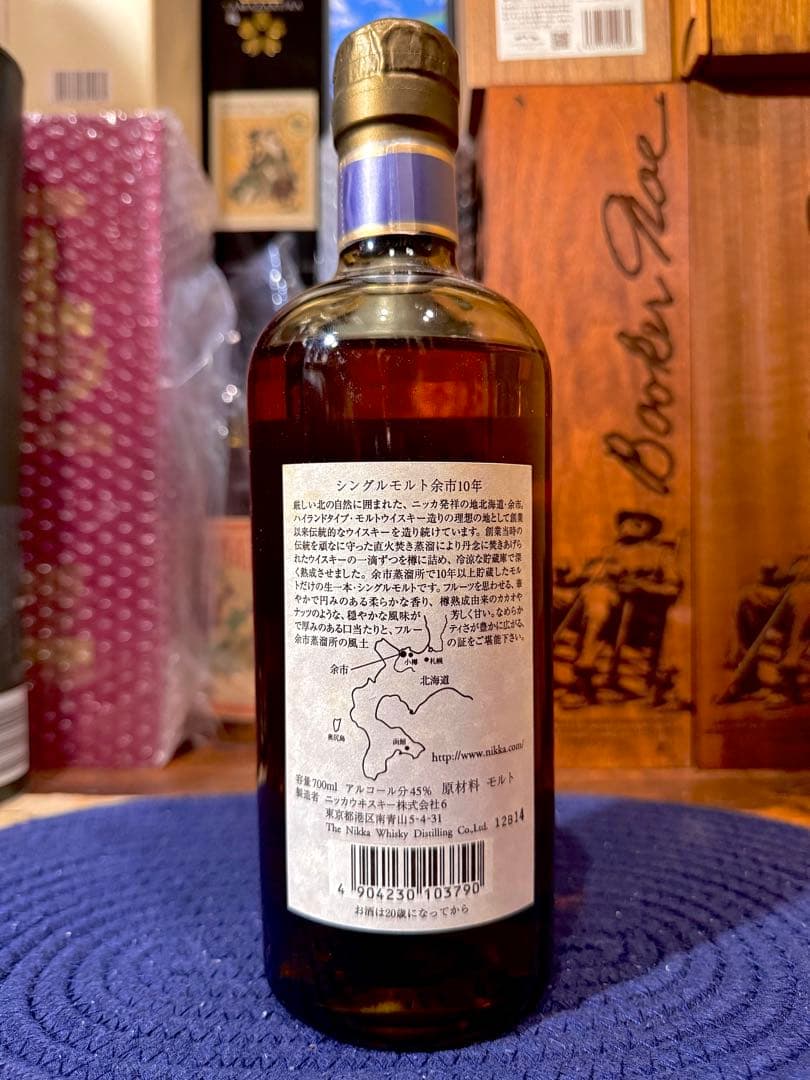 Booker Noe
シングルモルト余市10年
厳しい北の自然に囲まれた、ニッカ発祥の地北海道・余市。
ハイランドタイプ・モルトウイスキー造りの理想の地として創業
以来伝統的なウイスキーを造り続けています。創業当時の
伝統を頑なに守った直火焚き蒸溜により丹念に焚きあげら
れたウイスキーの一滴ずつを樽に詰め、冷涼な貯蔵庫で深
く熟成させました。余市蒸溜所で10年以上貯蔵したモル
トだけの生一本・シングルモルトです。フルーツを思わせる、華
やかで円みのある柔らかな香り、樽熟成由来のカカオや
ナッツのような、穏やかな風味が 芳しく甘い。なめらか
で厚みのある口当たりと、フルー ティさが豊かに広がる、
余市蒸溜所の風土 の証をご堪能下さい。
余市
小樽
札幌
北海道
奥尻島
函館
http://www.nikka.com/
容量700ml アルコール分45% 原材料 モルト
製造者 ニッカウヰスキー株式会社6
東京都港区南青山5-4-31
The Nikka Whisky Distilling Co.,Ltd. 12B14
4 904230 103790
お酒は20歳になってから